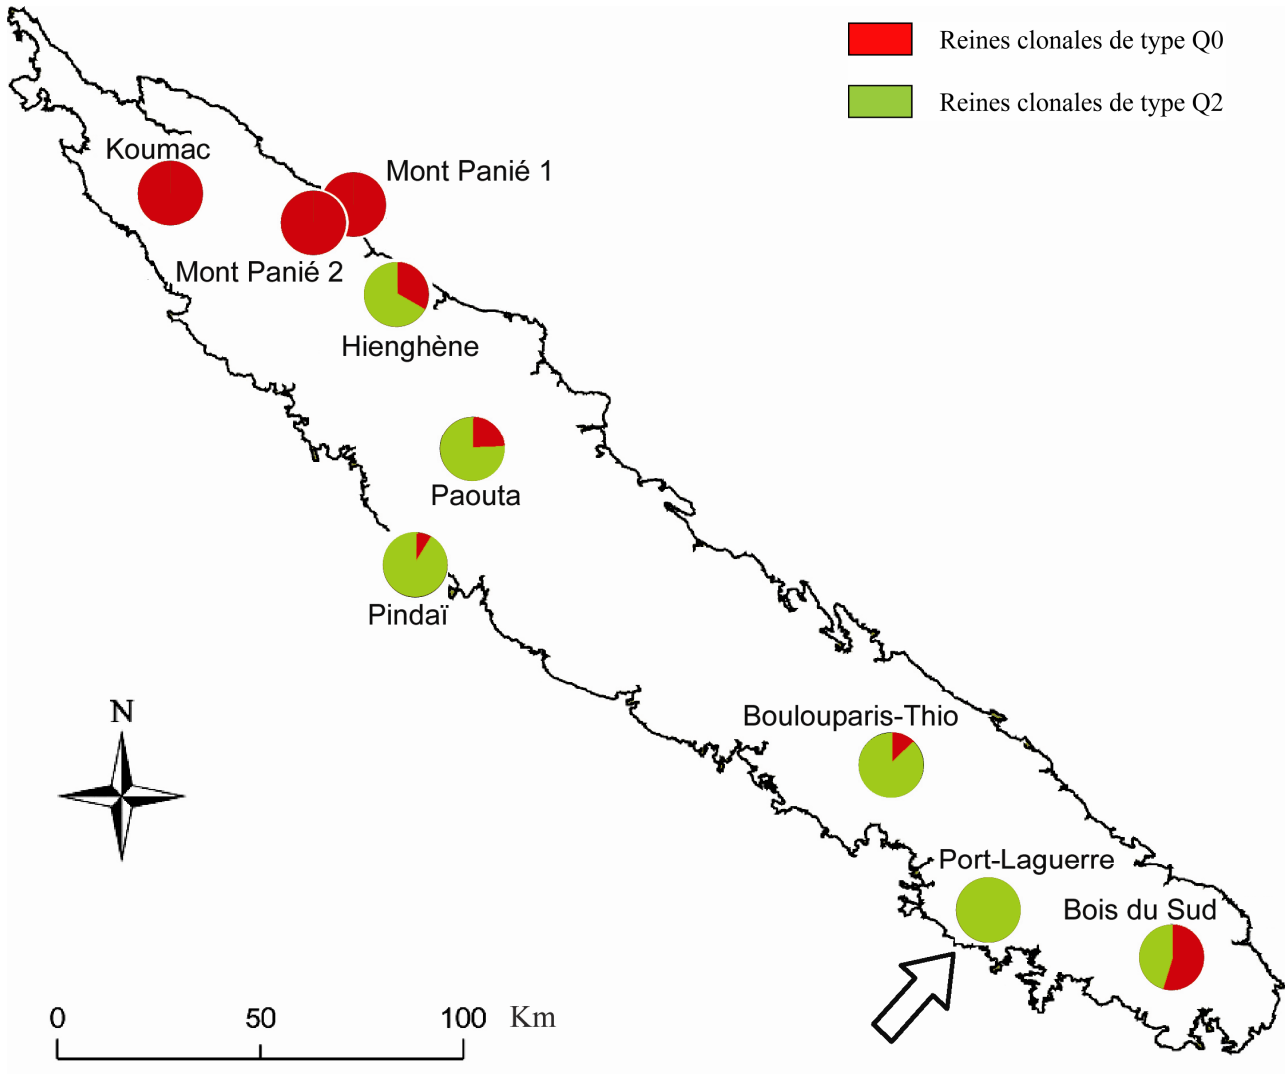 Reines clonales de type Q0
Reines clonales de type Q2
Koumac
Mont Panié 1
Mont Panié 2
Hienghène
Paouta
Pindaï
N
Boulouparis-Thio
Port-Laguerre
Bois du Sud
0 50 100 Km